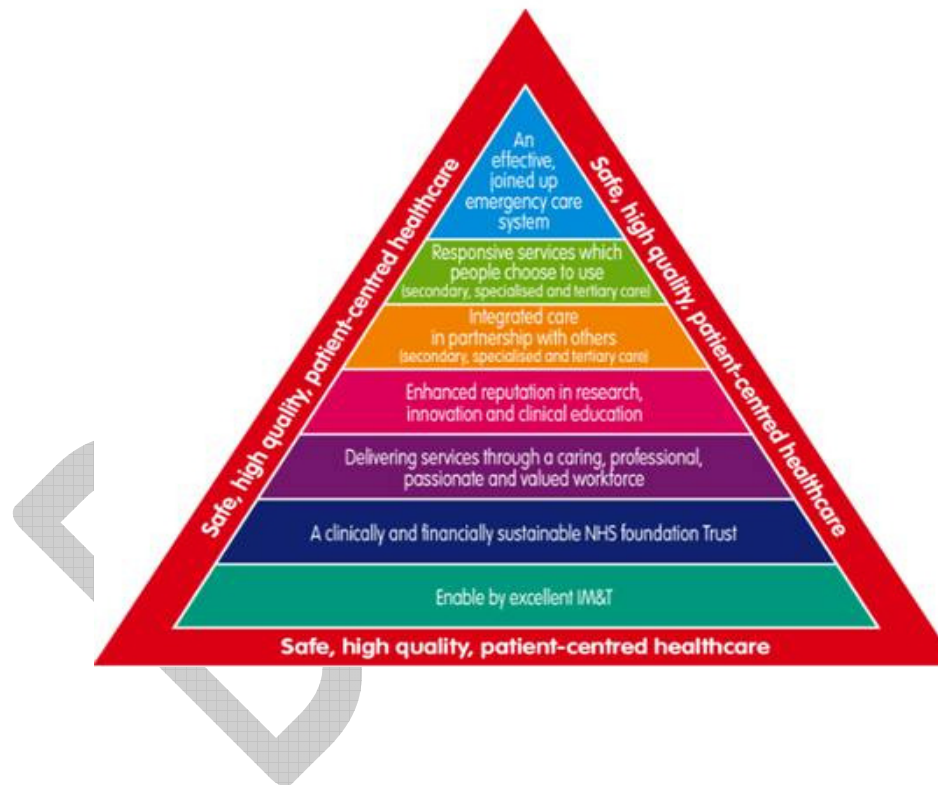 Safe, high quality, patient-centred healthcare
Safe, high quality, patient-centred healthcare
An
effective,
joined up
emergency care
system
Responsive services which
people choose to use
(secondary, specialised and tertiary care)
Integrated care
in partnership with others
(secondary, specialised and tertiary care)
Enhanced reputation in research,
innovation and clinical education
Delivering services through a caring, professional,
passionate and valued workforce
A clinically and financially sustainable NHS foundation Trust
Enable by excellent IM&T
Safe, high quality, patient-centred healthcare